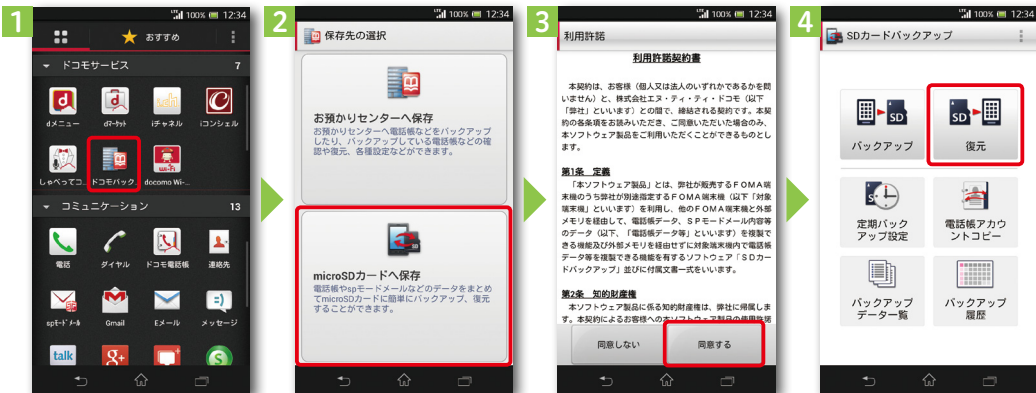 1
LTE 100% 12:34
おすすめ
ドコモサービス 7
dメニュー
dマーケット
iチャネル
iコンシェル
しゃべってコ...
ドコモバック...
docomo Wi-...
コミュニケーション 13
電話
ダイヤル
ドコモ電話帳
連絡先
spモードメール
Gmail
Eメール
メッセージ
talk
2
LTE 100% 12:34
保存先の選択
お預かりセンターへ保存
お預かりセンターへ電話帳などをバックアップ
したり、バックアップしている電話帳などの確
認や復元、各種設定などができます。
microSDカードへ保存
電話帳やspモードメールなどのデータをまとめ
てmicroSDカードに簡単にバックアップ、復元
することができます。
3
LTE 100% 12:34
利用許諾
利用許諾契約書
本契約は、お客様（個人又は法人のいずれかであるかを問
いません）と、株式会社エヌ・ティ・ティ・ドコモ（以下
「弊社」といいます）との間で、締結される契約です。本契
約の各条項をお読みいただき、ご同意いただいた場合のみ、
本ソフトウェア製品をご利用いただくことができるものとし
ます。
第1条 定義
「本ソフトウェア製品」とは、弊社が販売するＦＯＭＡ端
末機のうち弊社が別途指定するＦＯＭＡ端末機（以下「対象
端末機」といいます）を利用し、他のＦＯＭＡ端末機と外部
メモリを経由して、電話帳データ、ＳＰモードメール内容等
のデータ（以下、「電話帳データ等」といいます）を複製で
きる機能及び外部メモリを経由せずに対象端末機内で電話帳
データ等を複製できる機能を有するソフトウェア「ＳＤカー
ドバックアップ」並びに付属文書一式をいいます。
第2条 知的財産権
本ソフトウェア製品に係る知的財産権は、弊社に帰属しま
す。本契約によるお客様への本ソフトウェア製品の使用許諾
同意しない
同意する
4
LTE 100% 12:34
SDカードバックアップ
SD
バックアップ
SD
復元
定期バック
アップ設定
電話帳アカウ
ントコピー
バックアップ
データ一覧
バックアップ
履歴